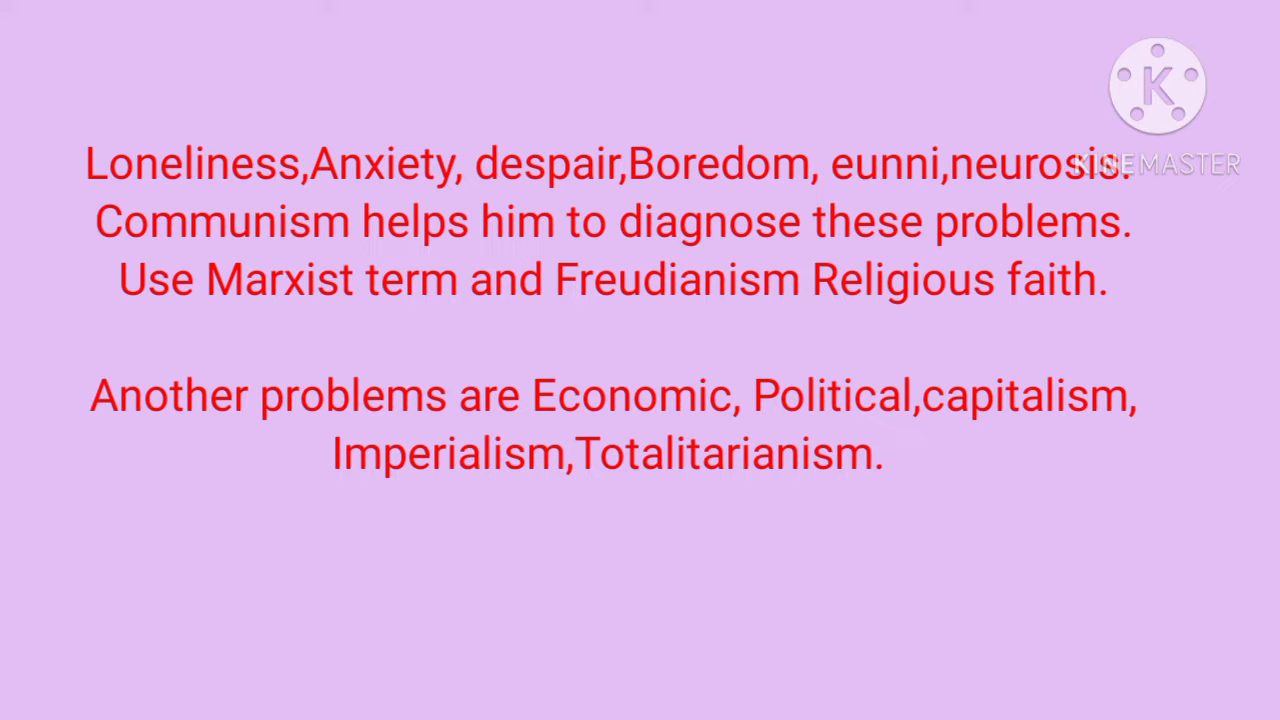 K
KINEMASTER
Loneliness,Anxiety, despair,Boredom, eunni,neurosis.
Communism helps him to diagnose these problems.
Use Marxist term and Freudianism Religious faith.
Another problems are Economic, Political,capitalism,
Imperialism,Totalitarianism.